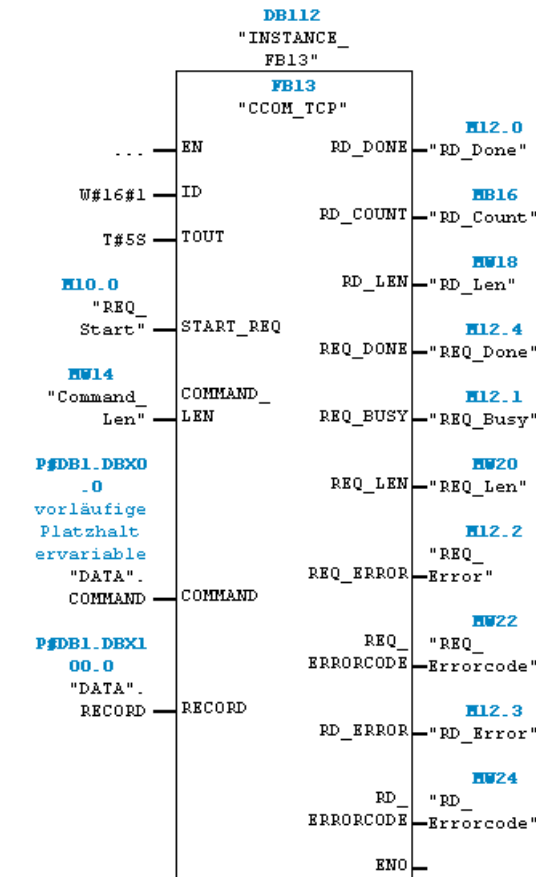 DB112
"INSTANCE_
FB13"
FB13
"CCOM_TCP"
... EN
W#16#1 ID
T#5S TOUT
M10.0
"REQ_
Start" START_REQ
MW14
"Command_ COMMAND_
Len" LEN
P#DB1.DBX0
.0
vorläufige
Platzhalt
ervariable
"DATA".
COMMAND COMMAND
P#DB1.DBX1
00.0
"DATA".
RECORD RECORD
M12.0
RD_DONE "RD_Done"
MB16
RD_COUNT "RD_Count"
MW18
RD_LEN "RD_Len"
M12.4
REQ_DONE "REQ_Done"
M12.1
REQ_BUSY "REQ_Busy"
MW20
REQ_LEN "REQ_Len"
M12.2
"REQ_
REQ_ERROR Error"
MW22
REQ_ "REQ_
ERRORCODE Errorcode"
M12.3
RD_ERROR "RD_Error"
MW24
RD_ "RD_
ERRORCODE Errorcode"
ENO